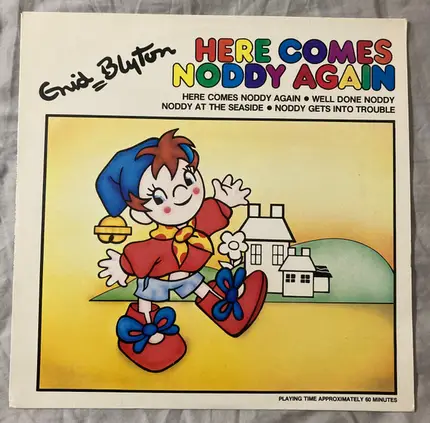 Enid Blyton
HERE COMES
NODDY AGAIN
HERE COMES NODDY AGAIN • WELL DONE NODDY
NODDY AT THE SEASIDE • NODDY GETS INTO TROUBLE
PLAYING TIME APPROXIMATELY 60 MINUTES